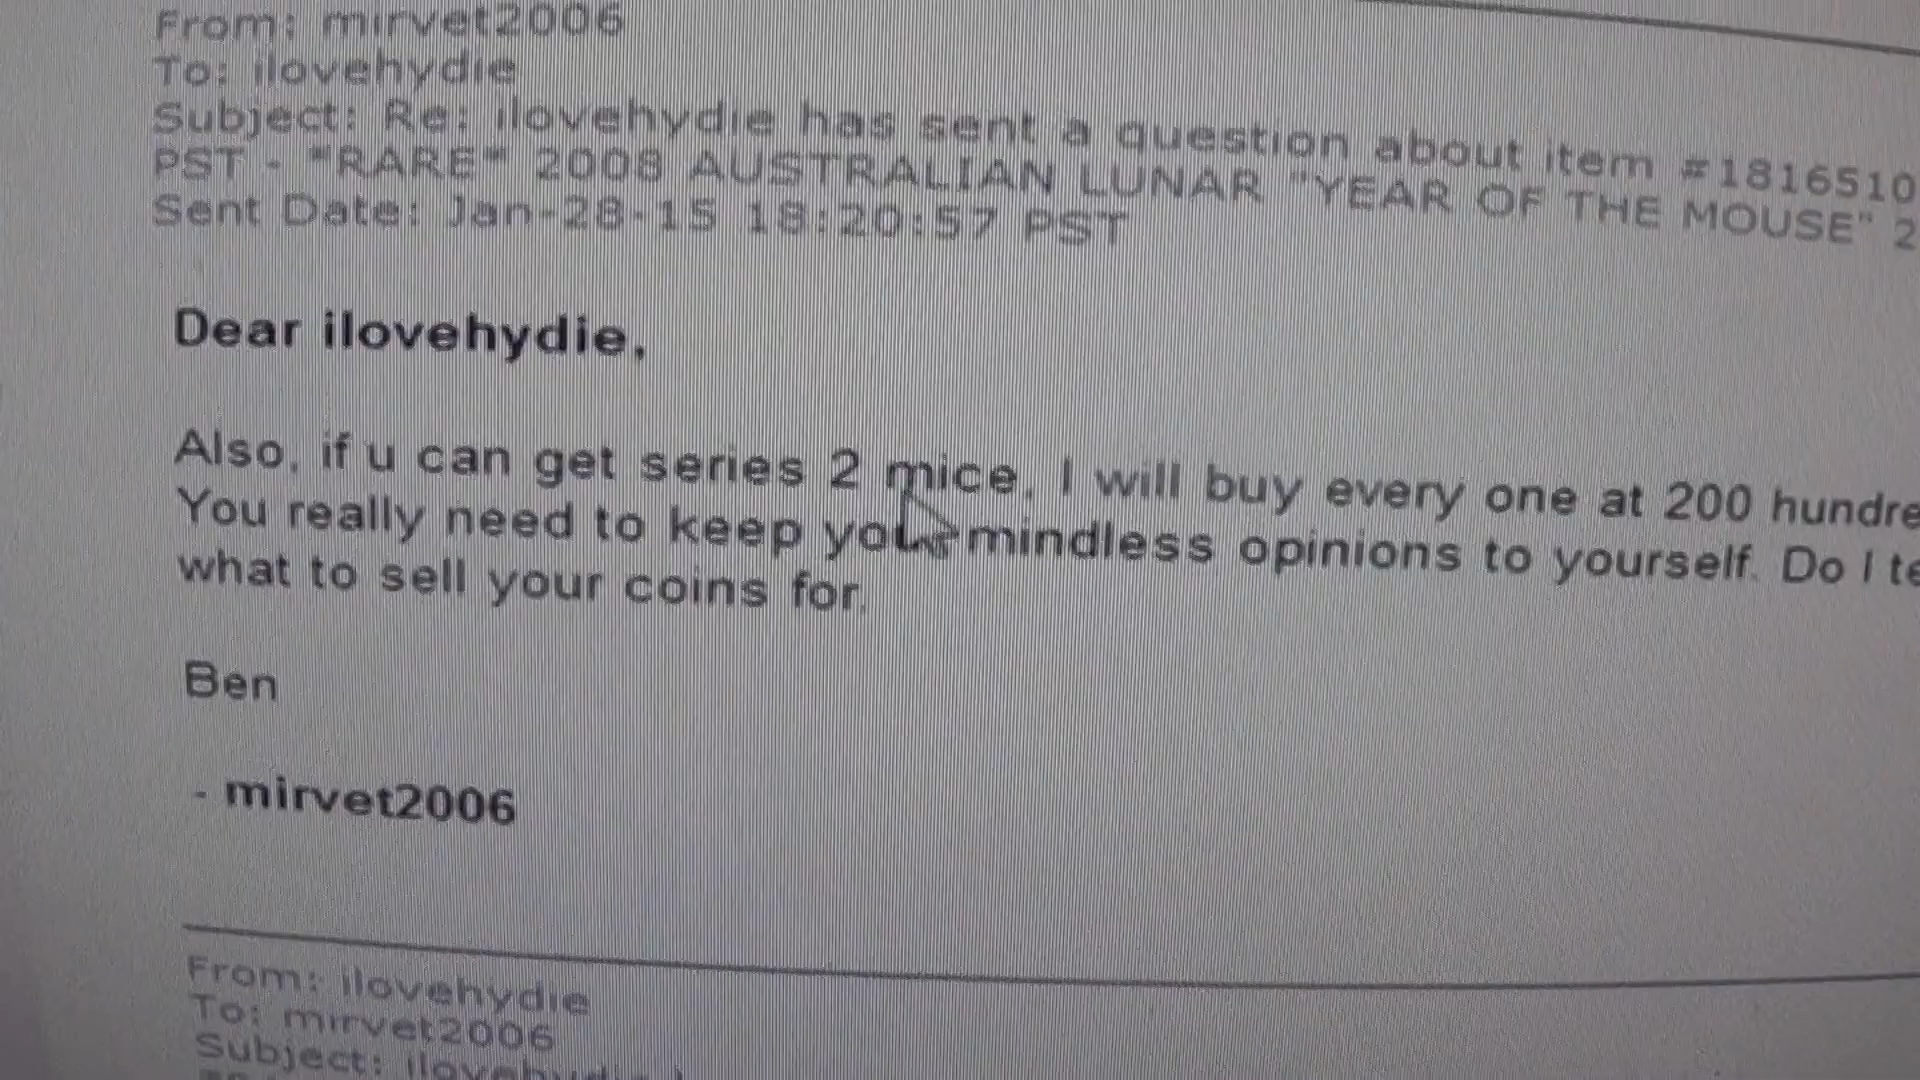 From: mirvet2006
To: ilovehydie
Subject: Re: ilovehydie has sent a question about item #1816510
PST - "RARE" 2008 AUSTRALIAN LUNAR "YEAR OF THE MOUSE" 2
Sent Date: Jan-28-15 18:20:57 PST
Dear ilovehydie,
Also, if u can get series 2 mice, I will buy every one at 200 hundre
You really need to keep your mindless opinions to yourself. Do I te
what to sell your coins for.
Ben
- mirvet2006
From: ilovehydie
To: mirvet2006
Subject: